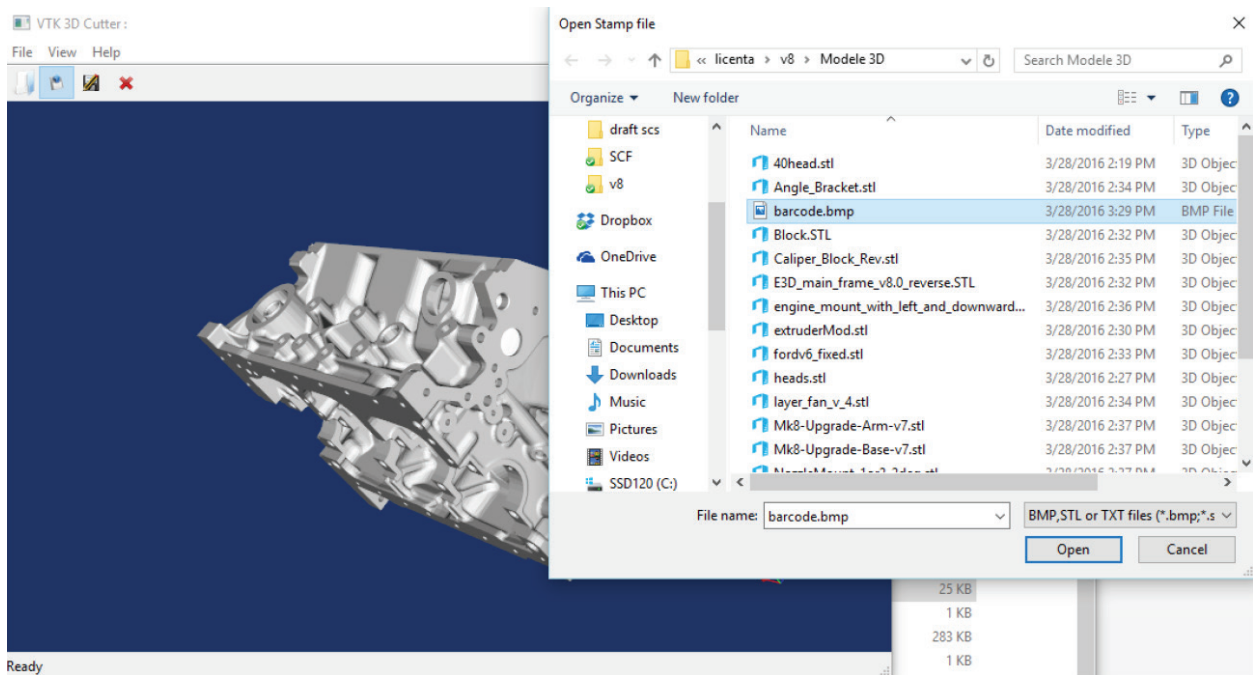 VTK 3D Cutter :
File View Help
Ready
Open Stamp file
« licenta > v8 > Modele 3D
Search Modele 3D
Organize New folder
draft scs
SCF
v8
Dropbox
OneDrive
This PC
Desktop
Documents
Downloads
Music
Pictures
Videos
SSD120 (C:)
Name Date modified Type
40head.stl 3/28/2016 2:19 PM 3D Objec
Angle_Bracket.stl 3/28/2016 2:34 PM 3D Objec
barcode.bmp 3/28/2016 3:29 PM BMP File
Block.STL 3/28/2016 2:32 PM 3D Objec
Caliper_Block_Rev.stl 3/28/2016 2:35 PM 3D Objec
E3D_main_frame_v8.0_reverse.STL 3/28/2016 2:32 PM 3D Objec
engine_mount_with_left_and_downward... 3/28/2016 2:36 PM 3D Objec
extruderMod.stl 3/28/2016 2:30 PM 3D Objec
fordv6_fixed.stl 3/28/2016 2:33 PM 3D Objec
heads.stl 3/28/2016 2:27 PM 3D Objec
layer_fan_v_4.stl 3/28/2016 2:34 PM 3D Objec
Mk8-Upgrade-Arm-v7.stl 3/28/2016 2:37 PM 3D Objec
Mk8-Upgrade-Base-v7.stl 3/28/2016 2:37 PM 3D Objec
File name: barcode.bmp BMP,STL or TXT files (*.bmp;*.s
Open Cancel
25 KB
1 KB
283 KB
1 KB